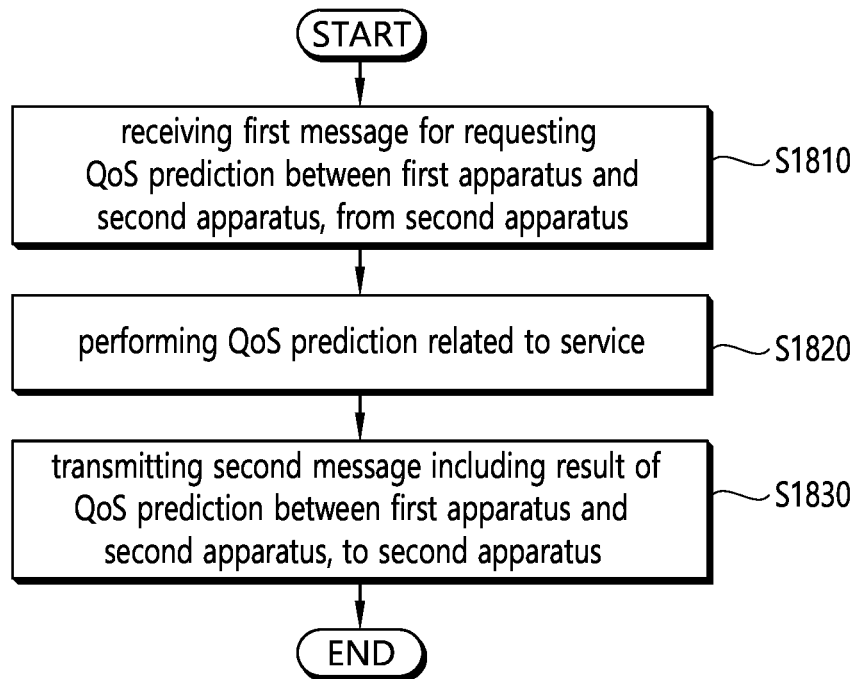 START
receiving first message for requesting
QoS prediction between first apparatus and
second apparatus, from second apparatus
S1810
performing QoS prediction related to service
S1820
transmitting second message including result of
QoS prediction between first apparatus and
second apparatus, to second apparatus
S1830
END